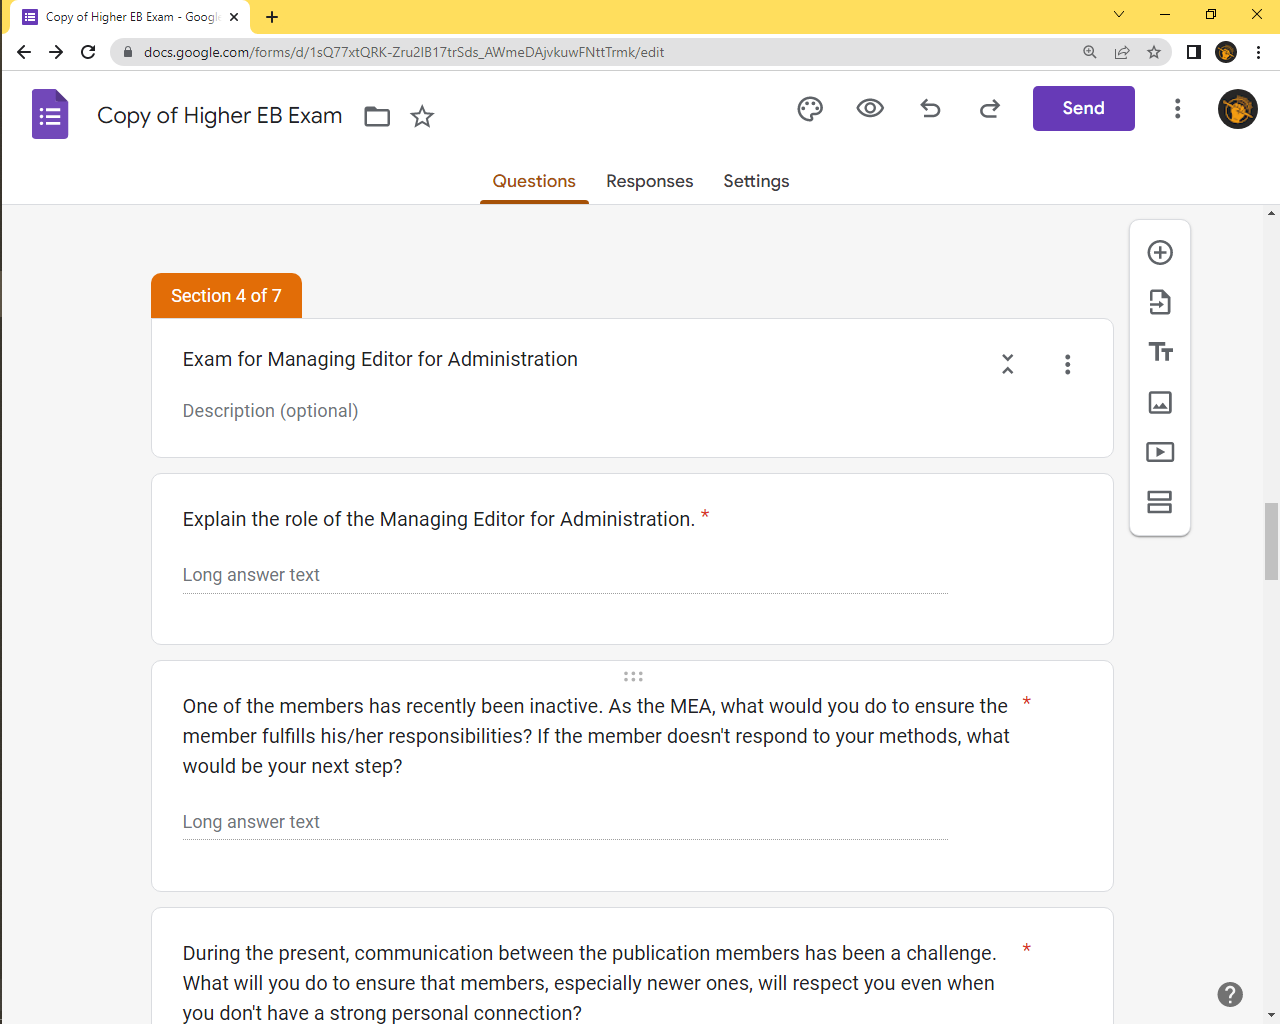 Copy of Higher EB Exam - Googl
docs.google.com/forms/d/1sQ77xtQRK-Zru2IB17trSds_AWmeDAjvkuwFNttTrmk/edit
Copy of Higher EB Exam
Send
Questions Responses Settings
Section 4 of 7
Exam for Managing Editor for Administration
Description (optional)
Explain the role of the Managing Editor for Administration. *
Long answer text
One of the members has recently been inactive. As the MEA, what would you do to ensure the *
member fulfills his/her responsibilities? If the member doesn't respond to your methods, what
would be your next step?
Long answer text
During the present, communication between the publication members has been a challenge. *
What will you do to ensure that members, especially newer ones, will respect you even when
you don't have a strong personal connection?